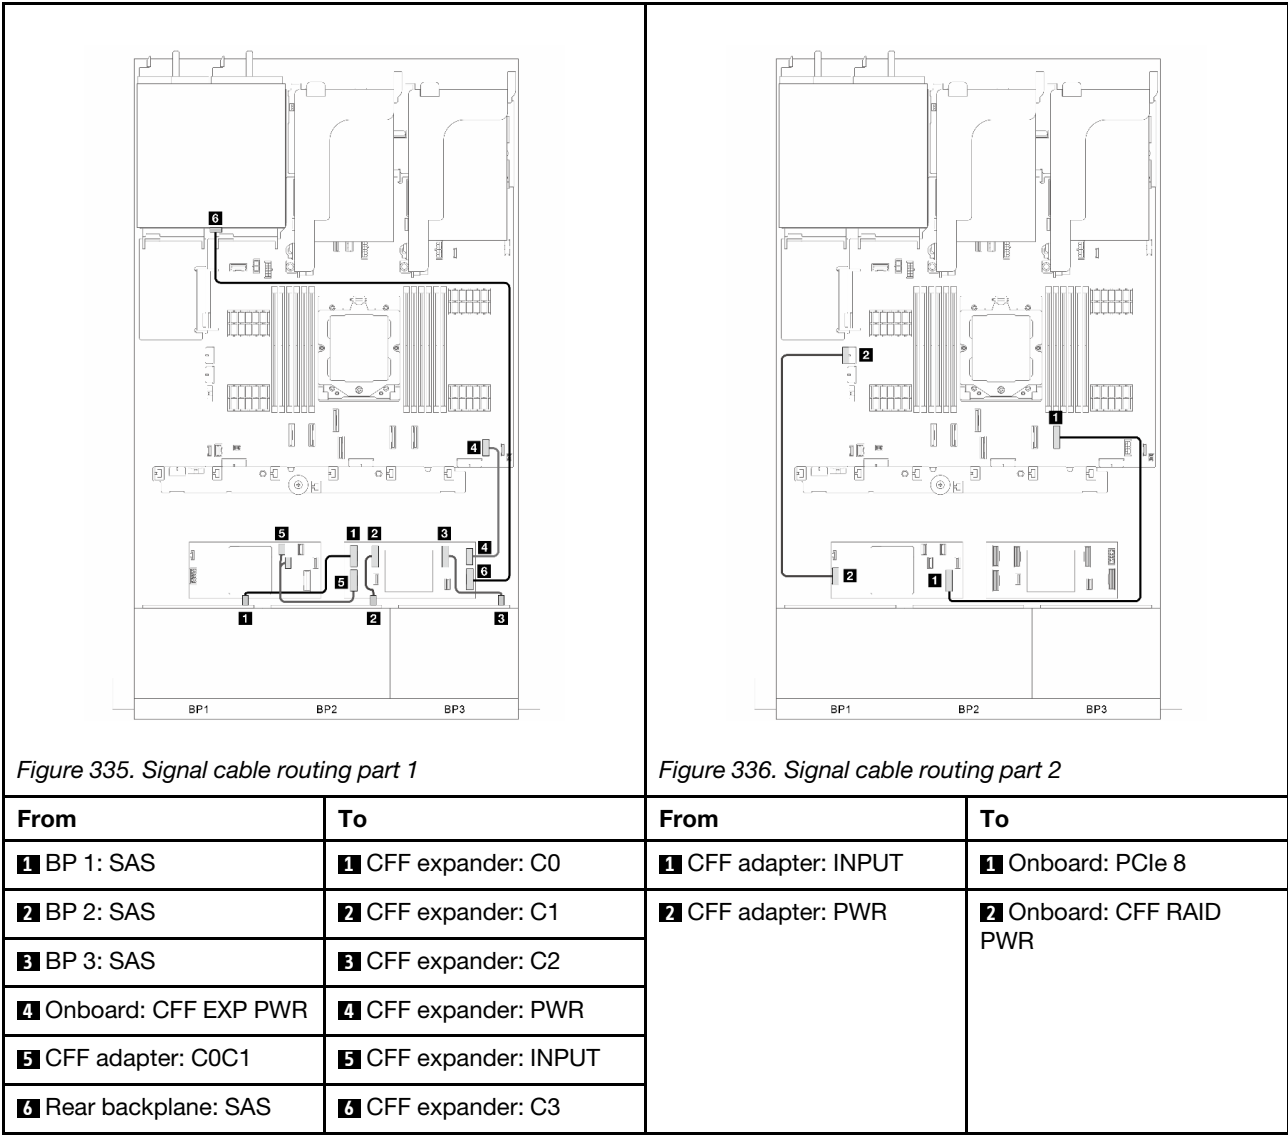 6
4
5 1 2 3
4
5
6
1 2 3
BP1 BP2 BP3
Figure 335. Signal cable routing part 1
2
1
2
1
BP1 BP2 BP3
Figure 336. Signal cable routing part 2
From To From To
1 BP 1: SAS 1 CFF expander: C0 1 CFF adapter: INPUT 1 Onboard: PCIe 8
2 BP 2: SAS 2 CFF expander: C1 2 CFF adapter: PWR 2 Onboard: CFF RAID
PWR
3 BP 3: SAS 3 CFF expander: C2
4 Onboard: CFF EXP PWR 4 CFF expander: PWR
5 CFF adapter: C0C1 5 CFF expander: INPUT
6 Rear backplane: SAS 6 CFF expander: C3